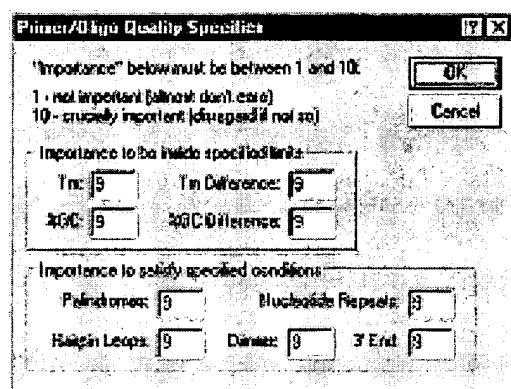 Primer/Oligo Quality Specifics
"Importance" below must be between 1 and 10:
1 - not important (almost don't care)
10 - crucially important (disregard if not so)
OK
Cancel
Importance to be inside specified limits
Tm: 9 Tm Difference: 9
%GC: 9 %GC Difference: 9
Importance to satisfy specified conditions
Palindromes: 9 Nucleotide Repeats: 9
Hairpin Loops: 9 Dimers: 9 3' End: 9